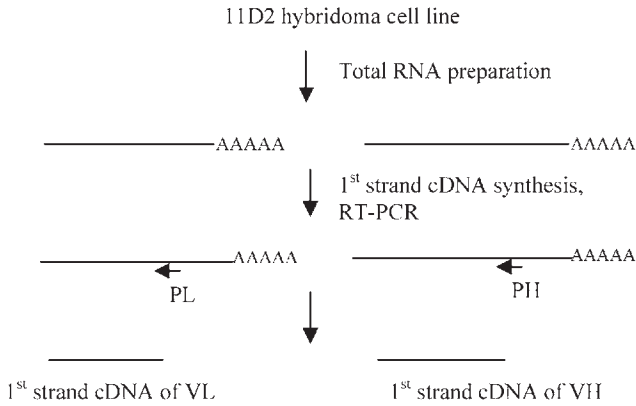 11D2 hybridoma cell line
Total RNA preparation
AAAAA AAAAA
1st strand cDNA synthesis,
RT-PCR
AAAAA AAAAA
PL PH
1st strand cDNA of VL 1st strand cDNA of VH